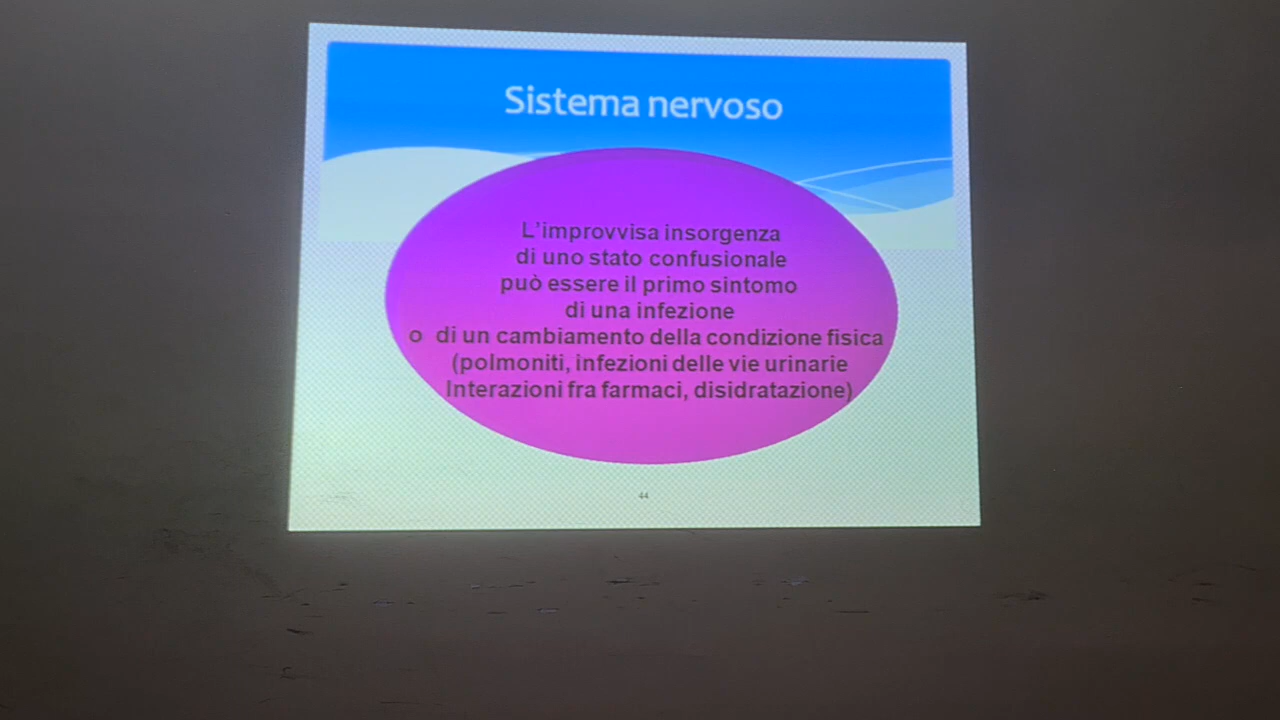 Sistema nervoso
L'improvvisa insorgenza
di uno stato confusionale
può essere il primo sintomo
di una infezione
o di un cambiamento della condizione fisica
(polmoniti, infezioni delle vie urinarie
Interazioni fra farmaci, disidratazione)
44